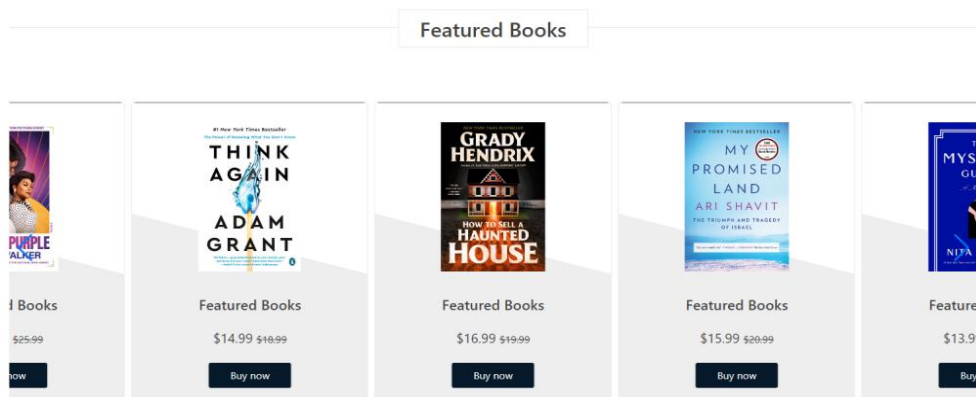 Featured Books
PURPLE
ALKER
d Books
$25.99
now
#1 New York Times Bestseller
The Power of Knowing What You Don't Know
THINK
AGAIN
ADAM
GRANT
Featured Books
$14.99 $18.99
Buy now
GRADY
HENDRIX
HOW TO SELL A
HAUNTED
HOUSE
Featured Books
$16.99 $19.99
Buy now
NEW YORK TIMES BESTSELLER
MY
PROMISED
LAND
ARI SHAVIT
THE TRIUMPH AND TRAGEDY
OF ISRAEL
Featured Books
$15.99 $20.99
Buy now
MYS
GU
NITA
Feature
$13.9
Buy